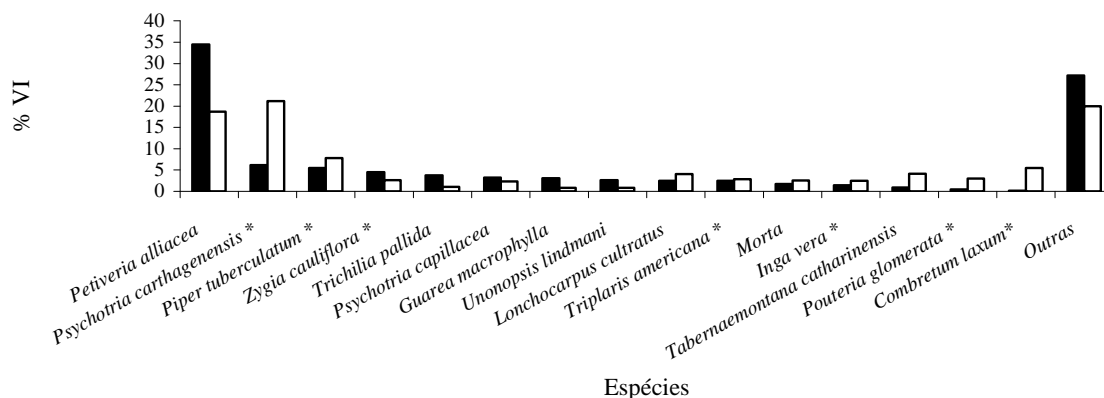 % VI
40
35
30
25
20
15
10
5
0
Petiveria alliacea
Psychotria carthagenensis *
Piper tuberculatum *
Zygia cauliflora *
Trichilia pallida
Psychotria capillacea
Guarea macrophylla
Unonopsis lindmani
Lonchocarpus cultratus
Triplaris americana *
Morta
Inga vera *
Tabernaemontana catharinensis
Pouteria glomerata *
Combretum laxum*
Outras
Espécies